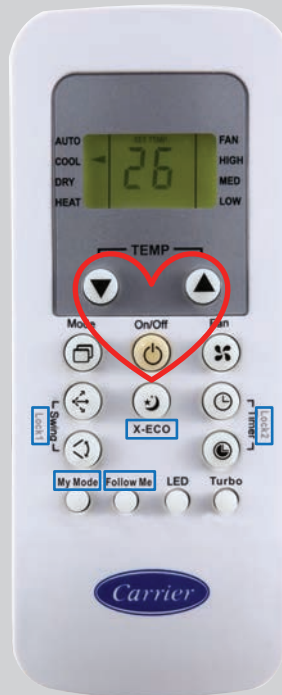 SET TEMP.
AUTO
COOL
DRY
HEAT
26
FAN
HIGH
MED
LOW
TEMP
Mode
On/Off
Fan
Swing
Lock1
X-ECO
Timer
Lock2
My Mode
Follow Me
LED
Turbo
Carrier